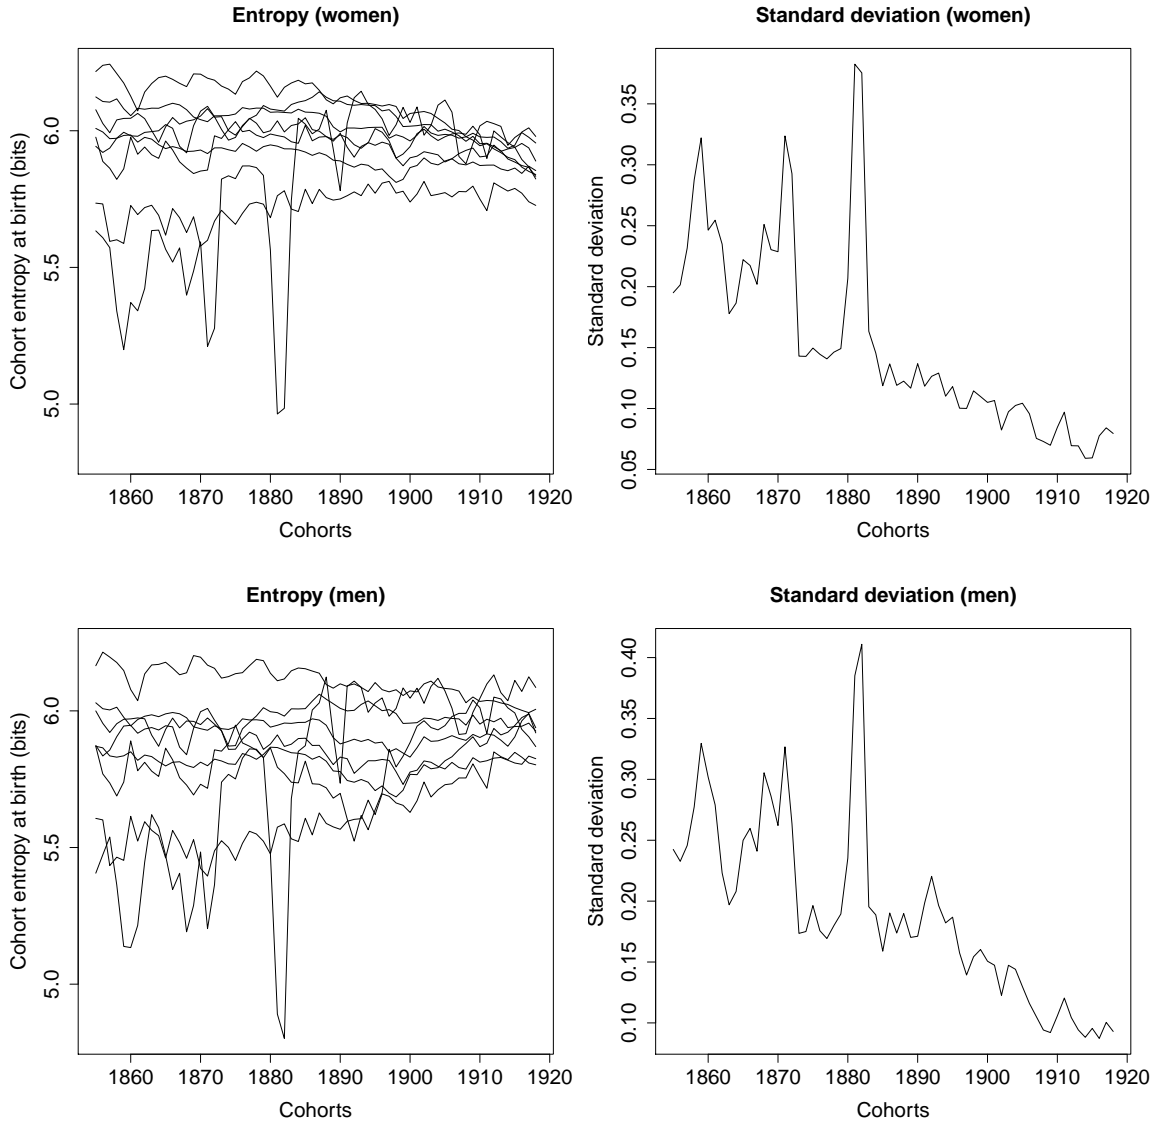 Entropy (women)
Cohort entropy at birth (bits)
6.0
5.5
5.0
1860 1870 1880 1890 1900 1910 1920
Cohorts
Standard deviation (women)
Standard deviation
0.35
0.30
0.25
0.20
0.15
0.10
0.05
1860 1870 1880 1890 1900 1910 1920
Cohorts
Entropy (men)
Cohort entropy at birth (bits)
6.0
5.5
5.0
1860 1870 1880 1890 1900 1910 1920
Cohorts
Standard deviation (men)
Standard deviation
0.40
0.35
0.30
0.25
0.20
0.15
0.10
1860 1870 1880 1890 1900 1910 1920
Cohorts